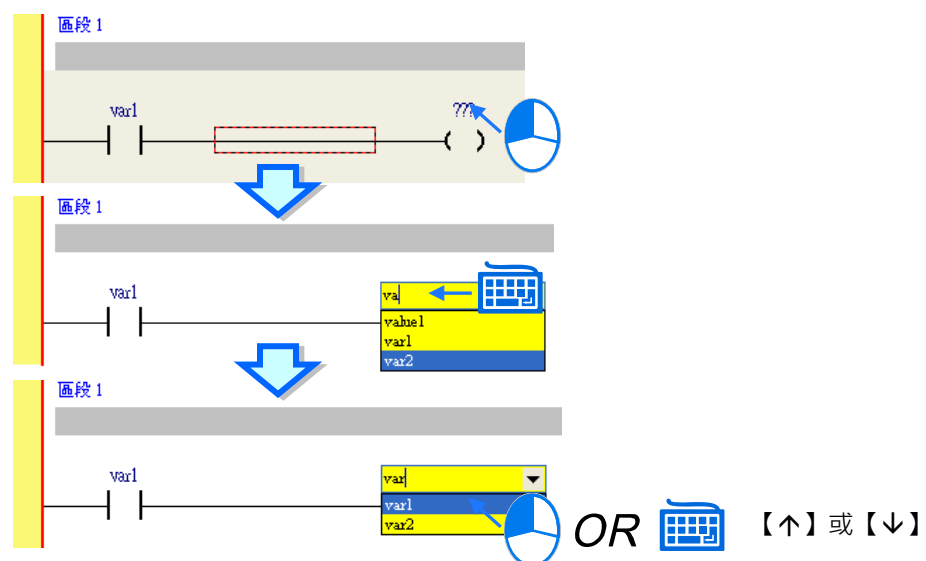 區段 1
var1
???
區段 1
var1
va
value1
var1
var2
區段 1
var1
var
var1
var2
OR 【↑】或【↓】